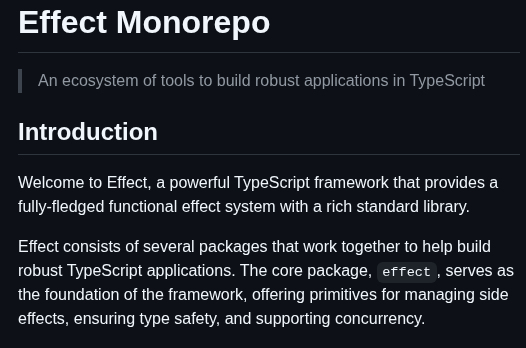 Effect Monorepo
An ecosystem of tools to build robust applications in TypeScript
Introduction
Welcome to Effect, a powerful TypeScript framework that provides a
fully-fledged functional effect system with a rich standard library.
Effect consists of several packages that work together to help build
robust TypeScript applications. The core package, effect, serves as
the foundation of the framework, offering primitives for managing side
effects, ensuring type safety, and supporting concurrency.